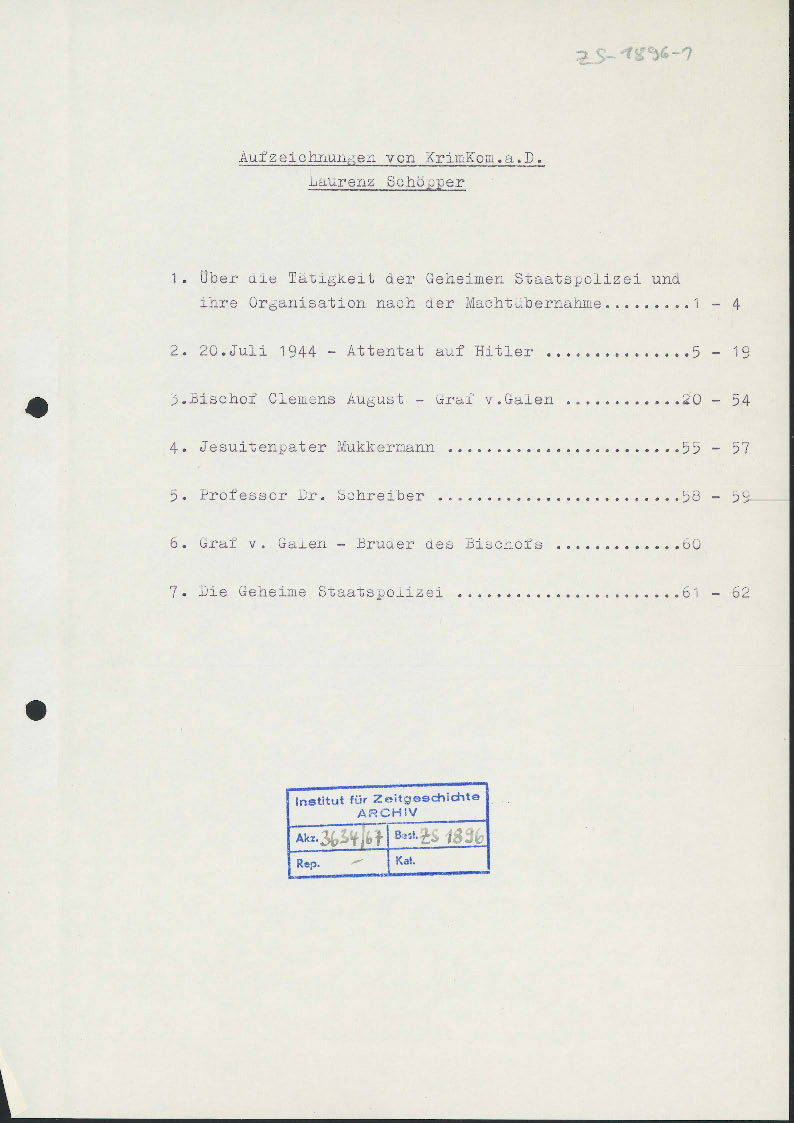 ZS-1896-1
Aufzeichnungen von KrimKom.a.D.
Laurenz Schöpper
1. Über die Tätigkeit der Geheimen Staatspolizei und
ihre Organisation nach der Machtübernahme.........1 - 4
2. 20.Juli 1944 - Attentat auf Hitler ...............5 - 19
3.Bischof Clemens August - Graf v.Galen ............20 - 54
4. Jesuitenpater Mukkermann ........................55 - 57
5. Professor Dr. Schreiber .........................58 - 59
6. Graf v. Galen - Bruder des Bischofs .............60
7. Die Geheime Staatspolizei .......................61 - 62
Institut für Zeitgeschichte
ARCHIV
Akz. 3634/67 Best. ZS 1896
Rep. — Kat.